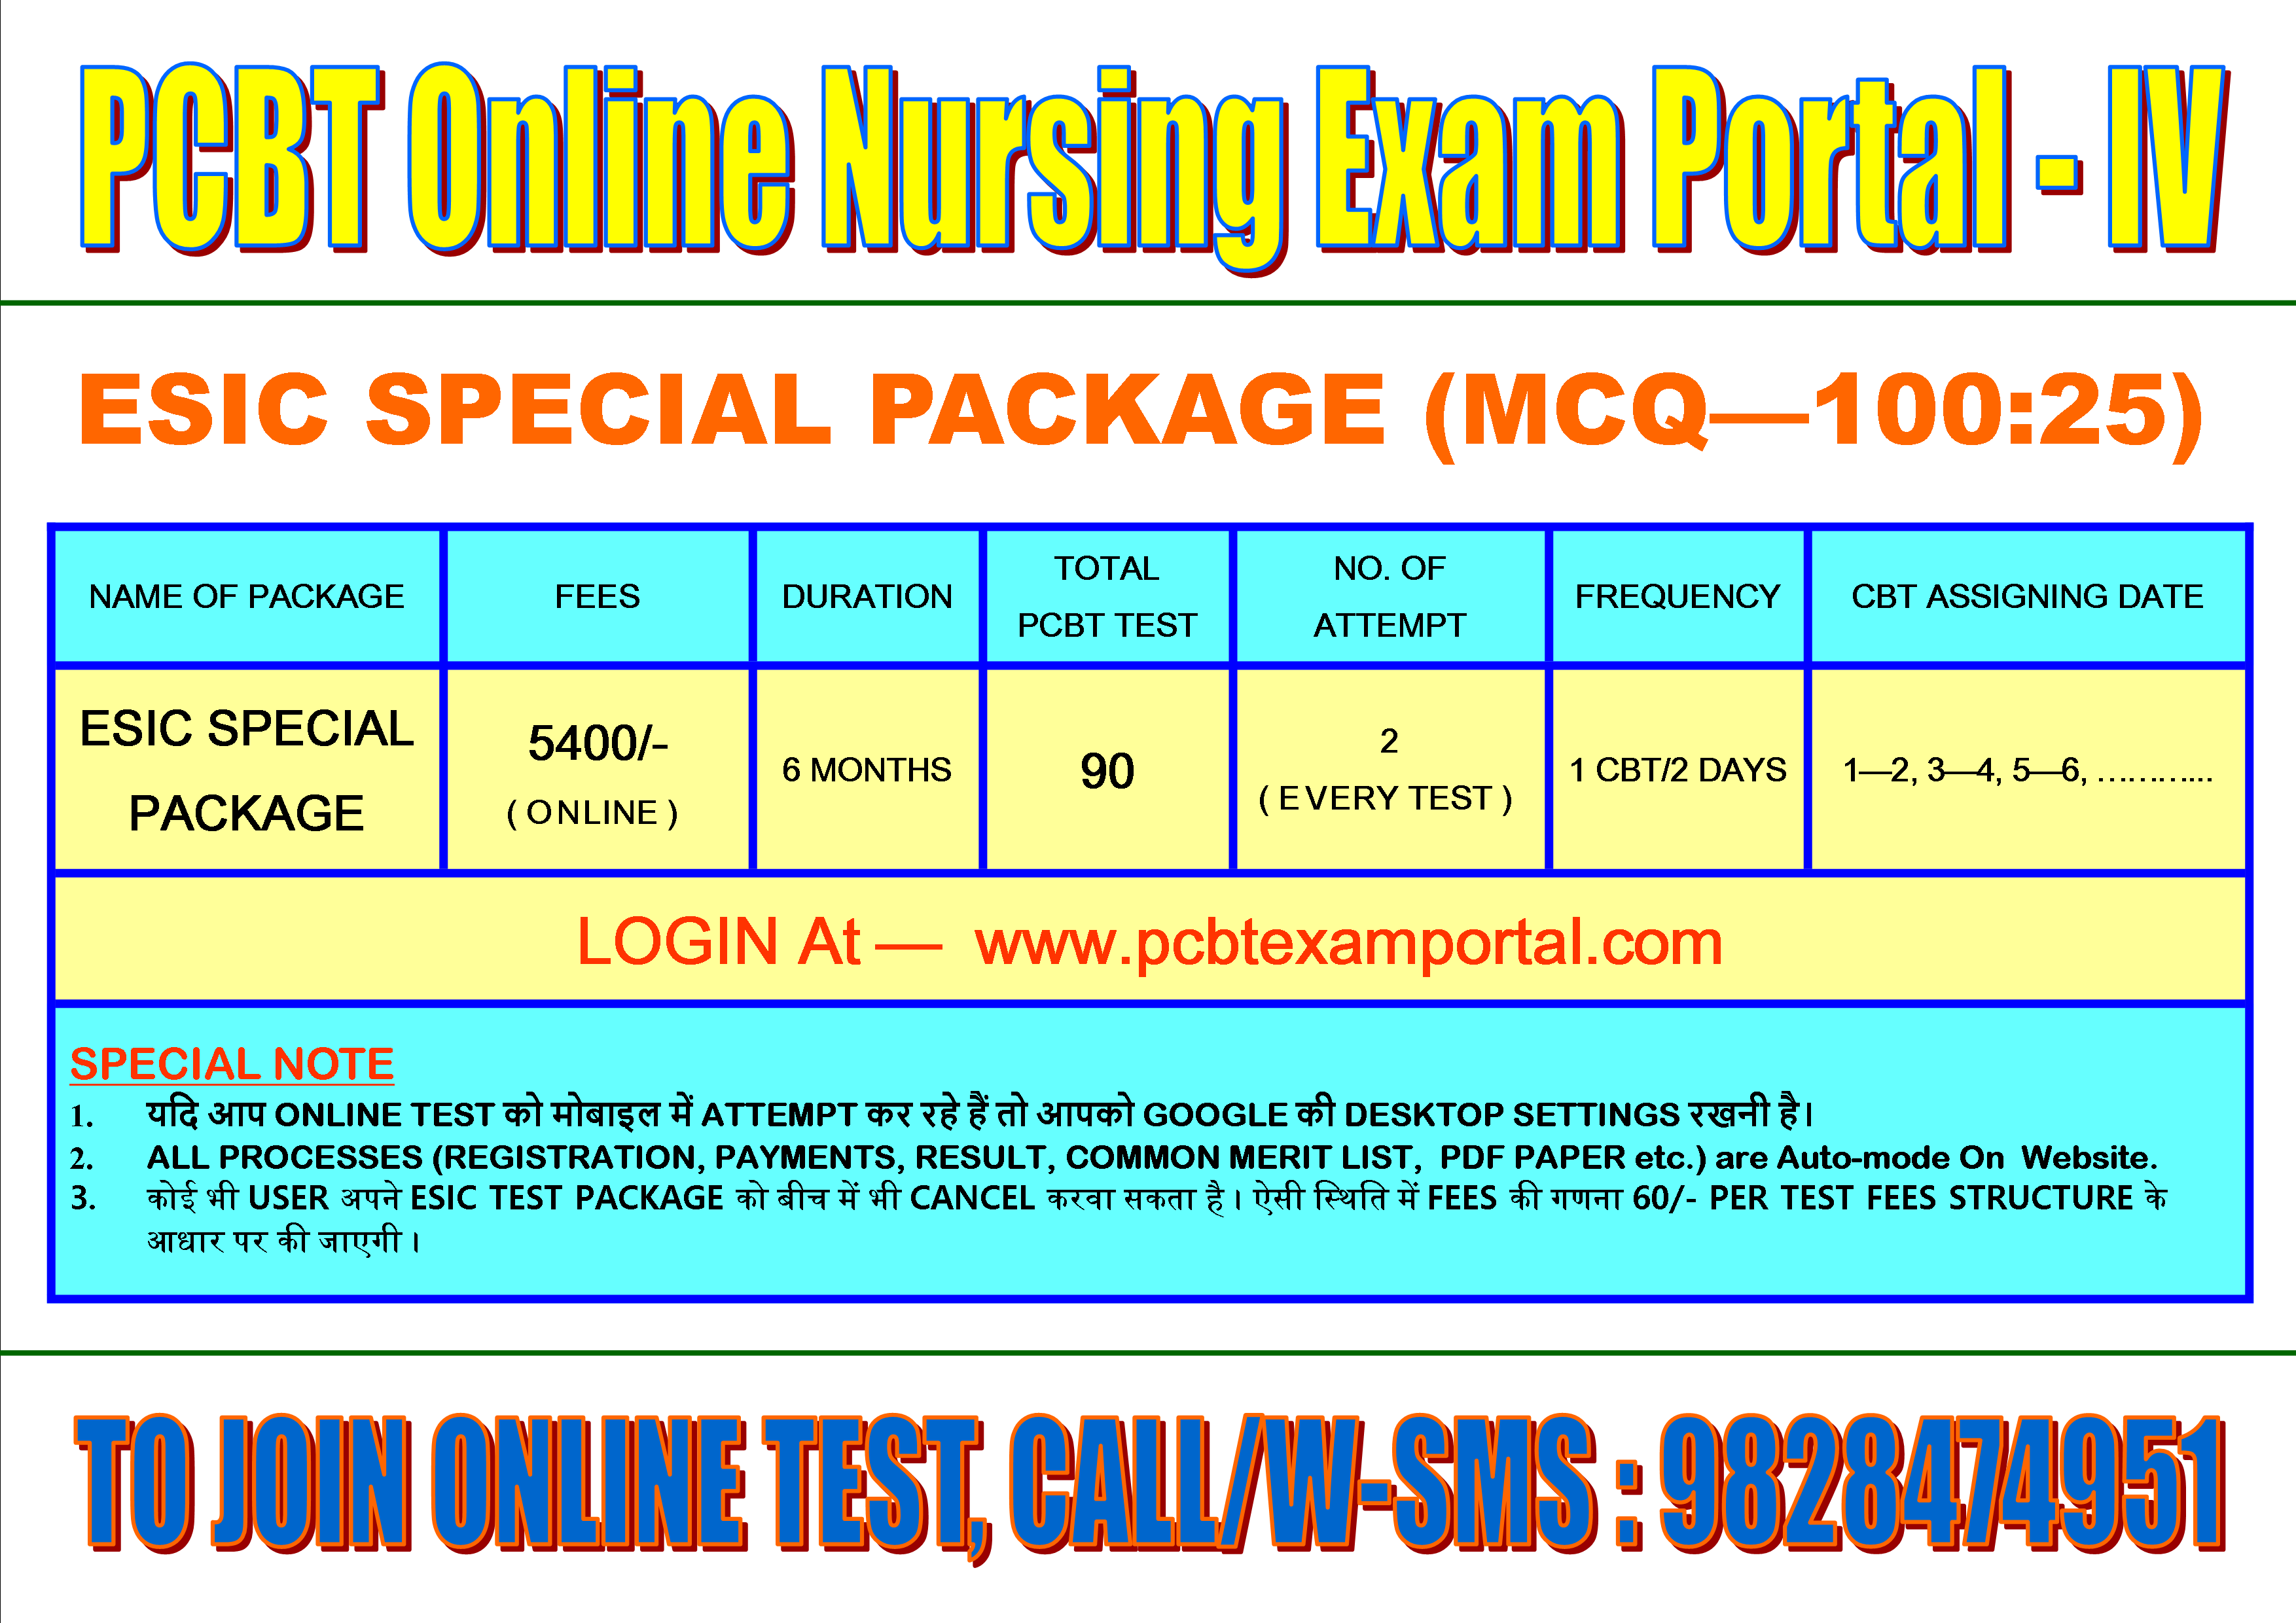 PCBT Online Nursing Exam Portal - IV
ESIC SPECIAL PACKAGE (MCQ—100:25)
NAME OF PACKAGE
FEES
DURATION
TOTAL
PCBT TEST
NO. OF
ATTEMPT
FREQUENCY
CBT ASSIGNING DATE
ESIC SPECIAL
PACKAGE
5400/-
( ONLINE )
6 MONTHS
90
2
( EVERY TEST )
1 CBT/2 DAYS
1—2, 3—4, 5—6, ………...
LOGIN At — www.pcbtexamportal.com
SPECIAL NOTE
1. यदि आप ONLINE TEST को मोबाइल में ATTEMPT कर रहे हैं तो आपको GOOGLE की DESKTOP SETTINGS रखनी है।
2. ALL PROCESSES (REGISTRATION, PAYMENTS, RESULT, COMMON MERIT LIST, PDF PAPER etc.) are Auto-mode On Website.
3. कोई भी USER अपने ESIC TEST PACKAGE को बीच में भी CANCEL करवा सकता है। ऐसी स्थिति में FEES की गणना 60/- PER TEST FEES STRUCTURE के
आधार पर की जाएगी।
TO JOIN ONLINE TEST, CALL/W-SMS : 9828474951